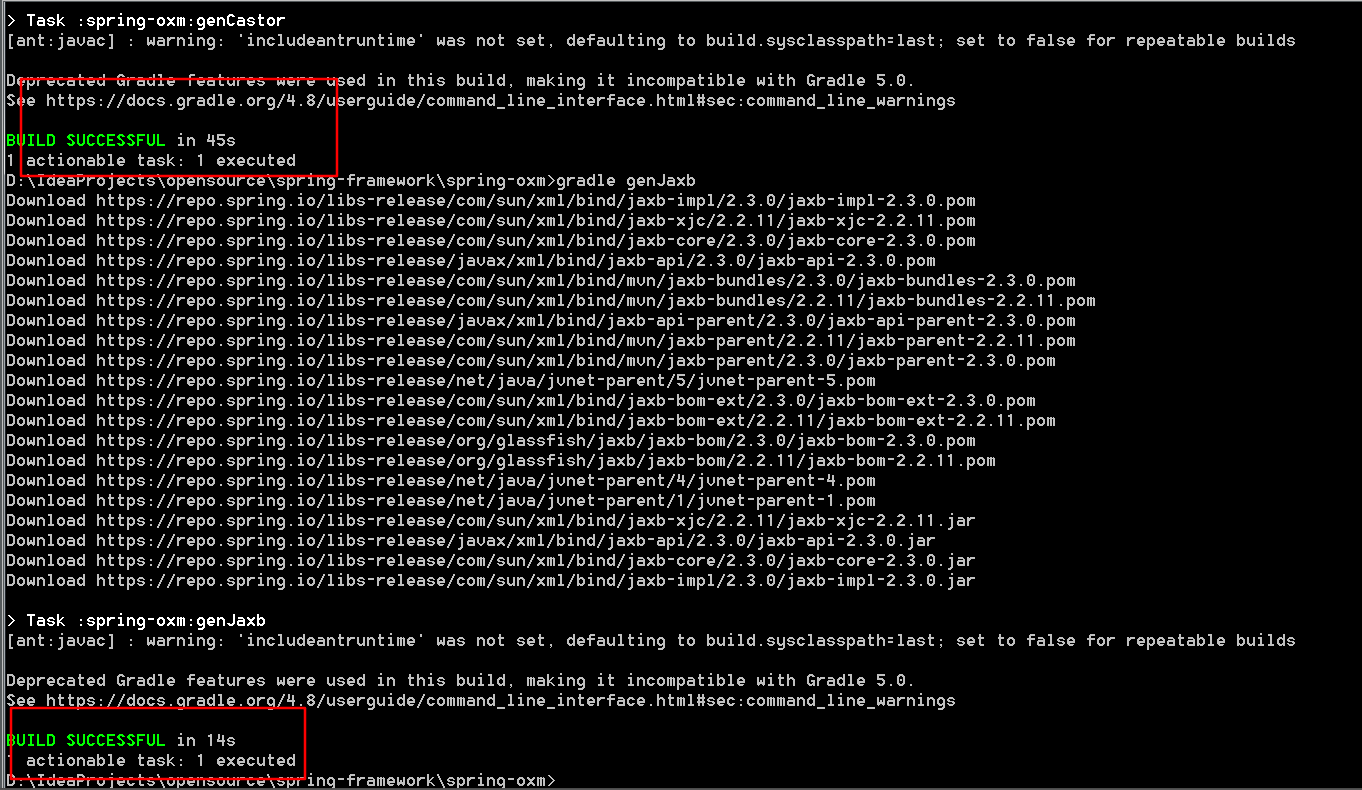 > Task :spring-oxm:genCastor
[ant:javac] : warning: 'includeantruntime' was not set, defaulting to build.sysclasspath=last; set to false for repeatable builds
Deprecated Gradle features were used in this build, making it incompatible with Gradle 5.0.
See https://docs.gradle.org/4.8/userguide/command_line_interface.html#sec:command_line_warnings
BUILD SUCCESSFUL in 45s
1 actionable task: 1 executed
D:\IdeaProjects\opensource\spring-framework\spring-oxm>gradle genJaxb
Download https://repo.spring.io/libs-release/com/sun/xml/bind/jaxb-impl/2.3.0/jaxb-impl-2.3.0.pom
Download https://repo.spring.io/libs-release/com/sun/xml/bind/jaxb-xjc/2.2.11/jaxb-xjc-2.2.11.pom
Download https://repo.spring.io/libs-release/com/sun/xml/bind/jaxb-core/2.3.0/jaxb-core-2.3.0.pom
Download https://repo.spring.io/libs-release/javax/xml/bind/jaxb-api/2.3.0/jaxb-api-2.3.0.pom
Download https://repo.spring.io/libs-release/com/sun/xml/bind/mvn/jaxb-bundles/2.3.0/jaxb-bundles-2.3.0.pom
Download https://repo.spring.io/libs-release/com/sun/xml/bind/mvn/jaxb-bundles/2.2.11/jaxb-bundles-2.2.11.pom
Download https://repo.spring.io/libs-release/javax/xml/bind/jaxb-api-parent/2.3.0/jaxb-api-parent-2.3.0.pom
Download https://repo.spring.io/libs-release/com/sun/xml/bind/mvn/jaxb-parent/2.2.11/jaxb-parent-2.2.11.pom
Download https://repo.spring.io/libs-release/com/sun/xml/bind/mvn/jaxb-parent/2.3.0/jaxb-parent-2.3.0.pom
Download https://repo.spring.io/libs-release/net/java/jvnet-parent/5/jvnet-parent-5.pom
Download https://repo.spring.io/libs-release/com/sun/xml/bind/jaxb-bom-ext/2.3.0/jaxb-bom-ext-2.3.0.pom
Download https://repo.spring.io/libs-release/com/sun/xml/bind/jaxb-bom-ext/2.2.11/jaxb-bom-ext-2.2.11.pom
Download https://repo.spring.io/libs-release/org/glassfish/jaxb/jaxb-bom/2.3.0/jaxb-bom-2.3.0.pom
Download https://repo.spring.io/libs-release/org/glassfish/jaxb/jaxb-bom/2.2.11/jaxb-bom-2.2.11.pom
Download https://repo.spring.io/libs-release/net/java/jvnet-parent/4/jvnet-parent-4.pom
Download https://repo.spring.io/libs-release/net/java/jvnet-parent/1/jvnet-parent-1.pom
Download https://repo.spring.io/libs-release/com/sun/xml/bind/jaxb-xjc/2.2.11/jaxb-xjc-2.2.11.jar
Download https://repo.spring.io/libs-release/javax/xml/bind/jaxb-api/2.3.0/jaxb-api-2.3.0.jar
Download https://repo.spring.io/libs-release/com/sun/xml/bind/jaxb-core/2.3.0/jaxb-core-2.3.0.jar
Download https://repo.spring.io/libs-release/com/sun/xml/bind/jaxb-impl/2.3.0/jaxb-impl-2.3.0.jar
> Task :spring-oxm:genJaxb
[ant:javac] : warning: 'includeantruntime' was not set, defaulting to build.sysclasspath=last; set to false for repeatable builds
Deprecated Gradle features were used in this build, making it incompatible with Gradle 5.0.
See https://docs.gradle.org/4.8/userguide/command_line_interface.html#sec:command_line_warnings
BUILD SUCCESSFUL in 14s
1 actionable task: 1 executed
D:\IdeaProjects\opensource\spring-framework\spring-oxm>